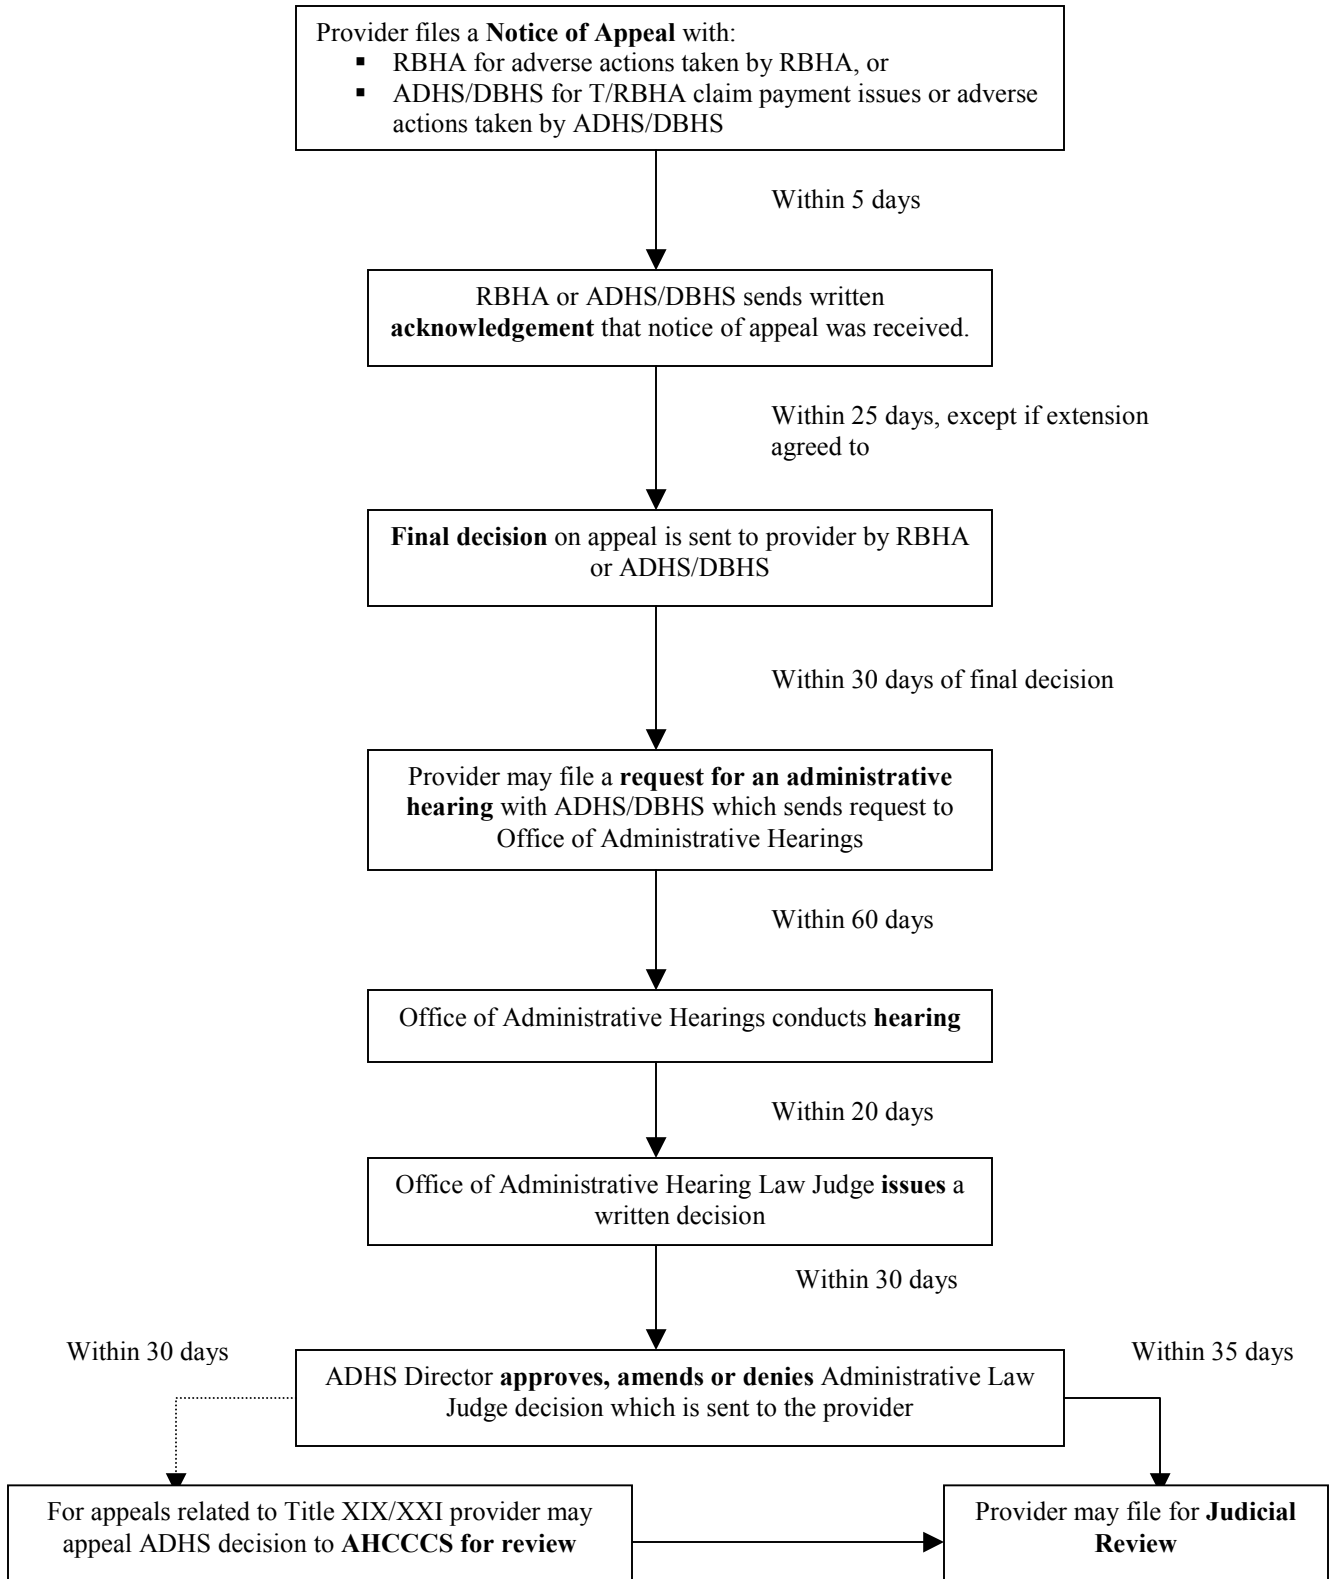 Provider files a Notice of Appeal with:
▪ RBHA for adverse actions taken by RBHA, or
▪ ADHS/DBHS for T/RBHA claim payment issues or adverse
actions taken by ADHS/DBHS
Within 5 days
RBHA or ADHS/DBHS sends written
acknowledgement that notice of appeal was received.
Within 25 days, except if extension
agreed to
Final decision on appeal is sent to provider by RBHA
or ADHS/DBHS
Within 30 days of final decision
Provider may file a request for an administrative
hearing with ADHS/DBHS which sends request to
Office of Administrative Hearings
Within 60 days
Office of Administrative Hearings conducts hearing
Within 20 days
Office of Administrative Hearing Law Judge issues a
written decision
Within 30 days
Within 30 days
Within 35 days
ADHS Director approves, amends or denies Administrative Law
Judge decision which is sent to the provider
For appeals related to Title XIX/XXI provider may
appeal ADHS decision to AHCCCS for review
Provider may file for Judicial
Review